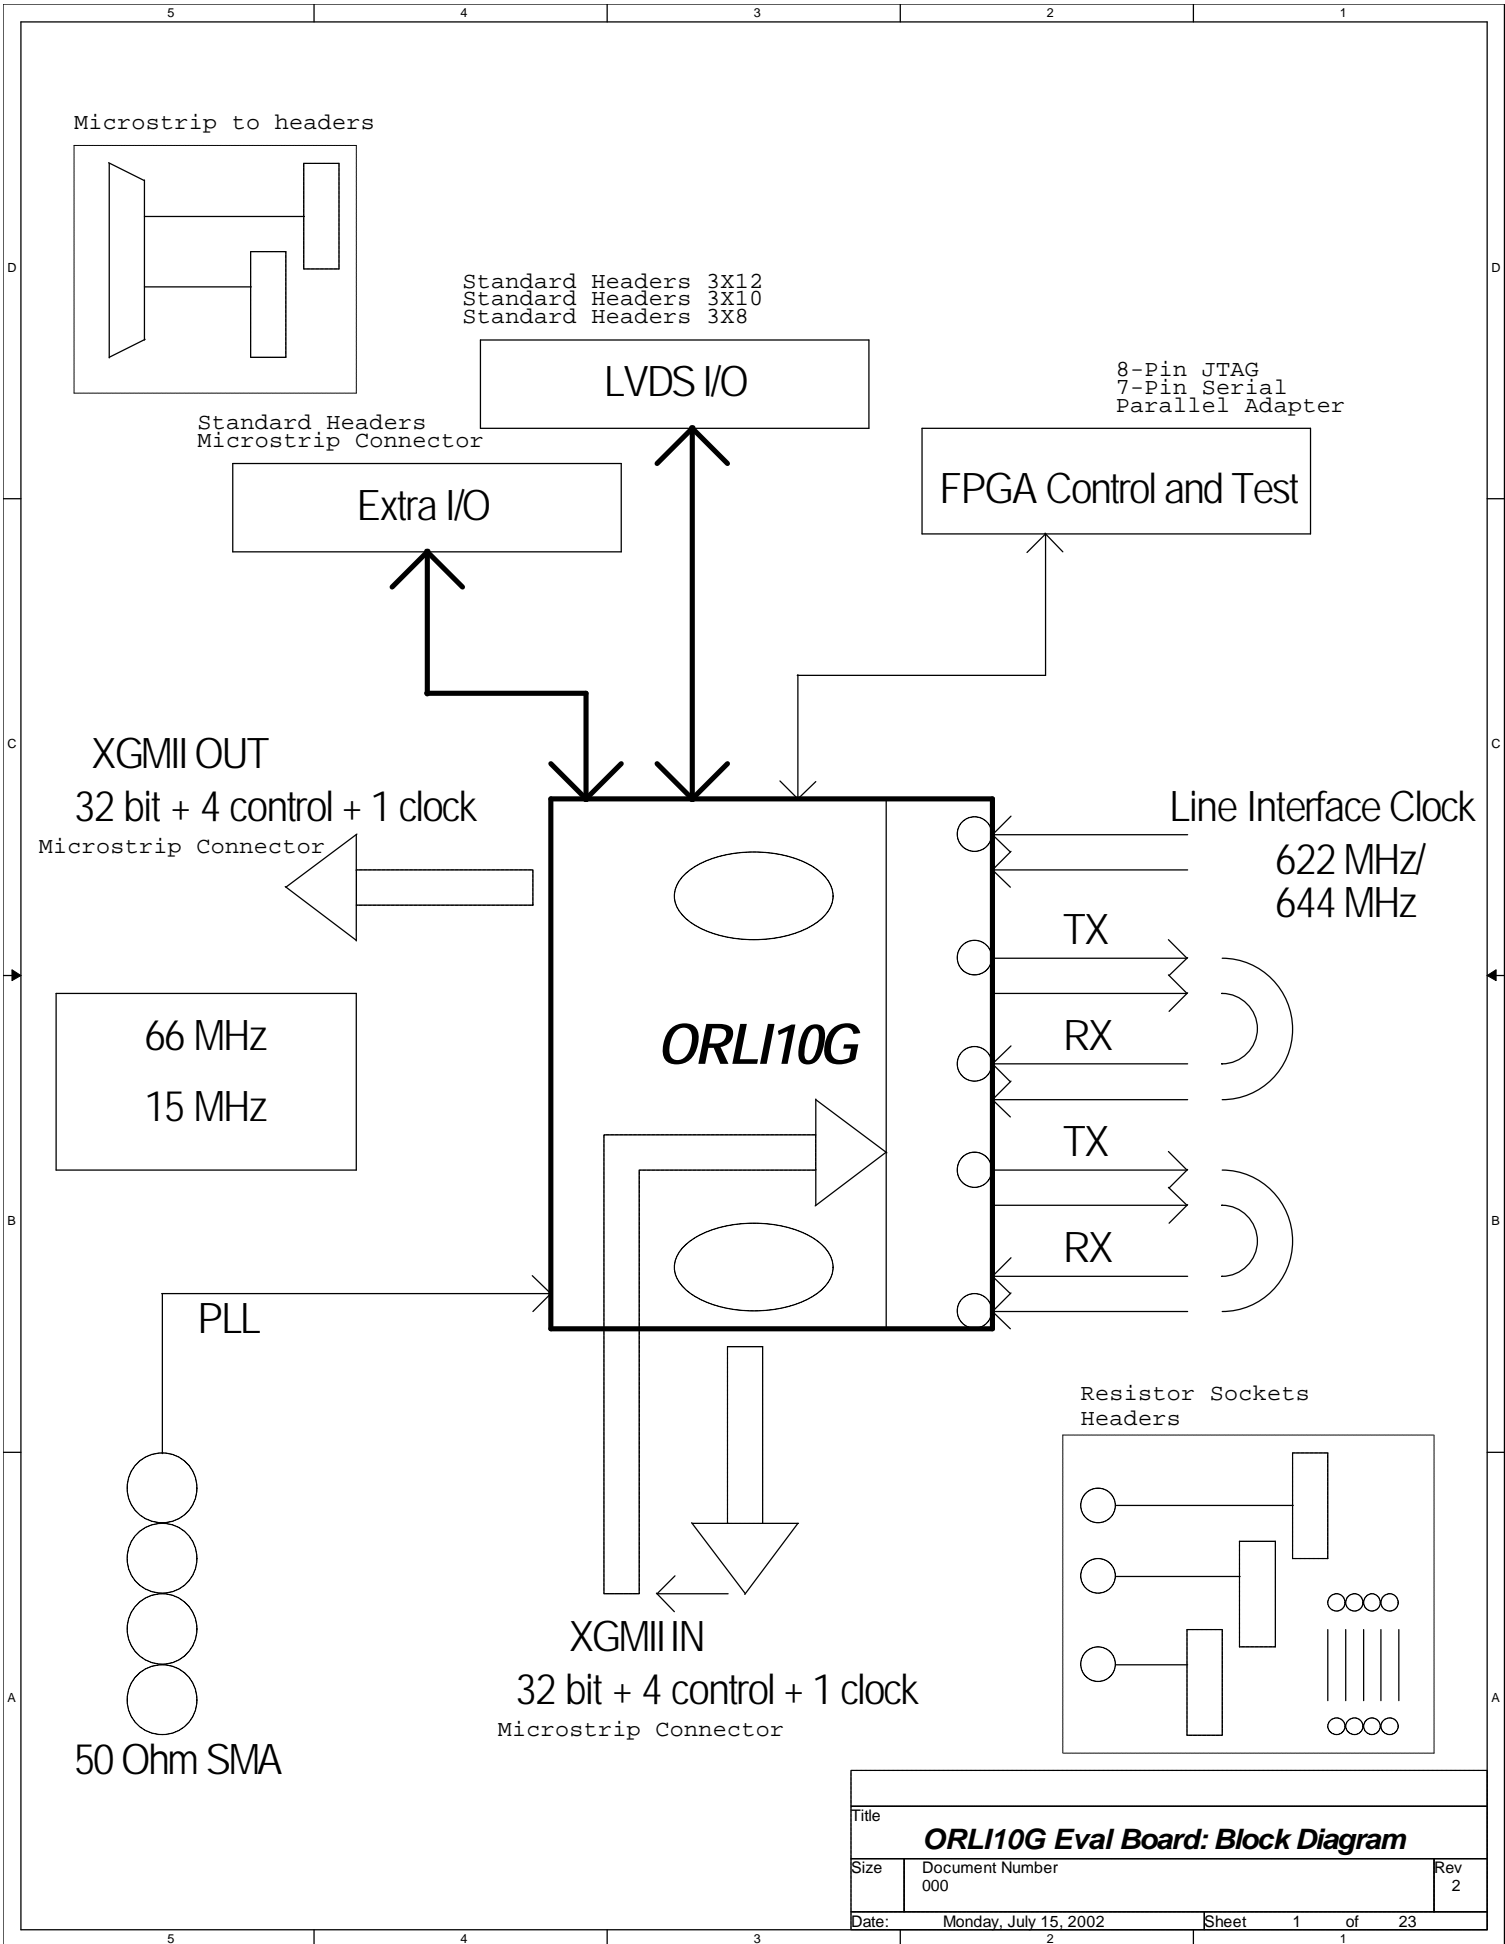 5 4 3 2 1
Microstrip to headers
D D
Standard Headers 3X12
Standard Headers 3X10
Standard Headers 3X8
LVDS I/O
8-Pin JTAG
7-Pin Serial
Parallel Adapter
Standard Headers
Microstrip Connector
FPGA Control and Test
Extra I/O
C C
XGMII OUT
32 bit + 4 control + 1 clock
Microstrip Connector
Line Interface Clock
622 MHz/
644 MHz
TX
66 MHz
15 MHz
ORLI10G
RX
TX
B B
RX
PLL
Resistor Sockets
Headers
XGMII IN
32 bit + 4 control + 1 clock
Microstrip Connector
A A
50 Ohm SMA
Title
ORLI10G Eval Board: Block Diagram
Size Document Number Rev
000 2
Date: Monday, July 15, 2002 Sheet 1 of 23
5 4 3 2 1